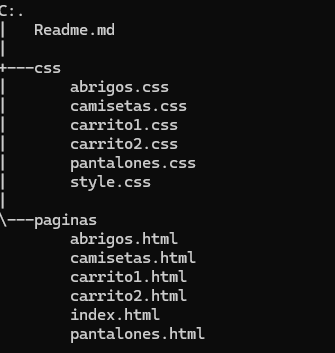 C:.
|   Readme.md
|
+---css
|       abrigos.css
|       camisetas.css
|       carrito1.css
|       carrito2.css
|       pantalones.css
|       style.css
|
\---paginas
        abrigos.html
        camisetas.html
        carrito1.html
        carrito2.html
        index.html
        pantalones.html